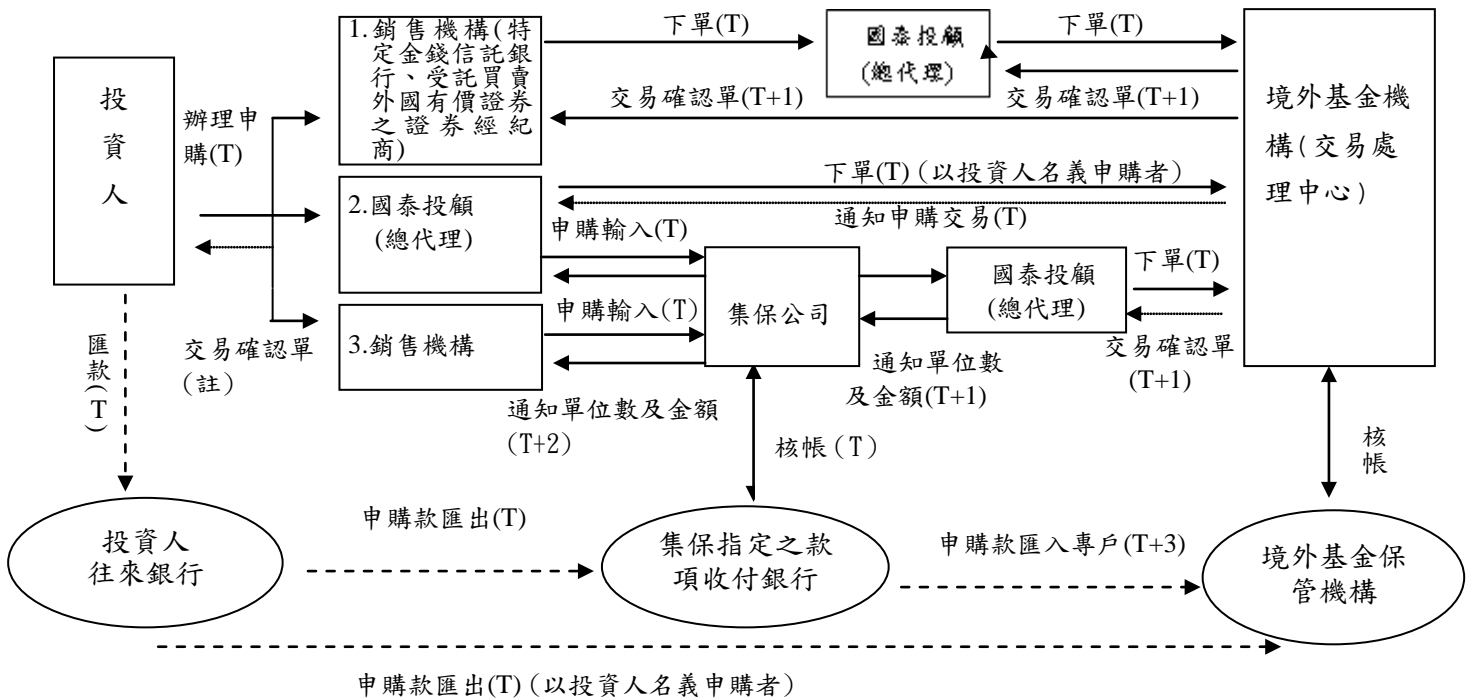 投
資
人
辦理申
購(T)
交易確認單
(註)
匯款(T)
1.銷售機構(特
定金錢信託銀
行、受託買賣
外國有價證券
之證券經紀
商)
2.國泰投顧
(總代理)
3.銷售機構
下單(T)
國泰投顧
(總代理)
下單(T)
交易確認單(T+1)
交易確認單(T+1)
下單(T)(以投資人名義申購者)
通知申購交易(T)
申購輸入(T)
申購輸入(T)
通知單位數及金額
(T+2)
集保公司
國泰投顧
(總代理)
下單(T)
通知單位數
及金額(T+1)
交易確認單
(T+1)
境外基金機
構(交易處
理中心)
核帳(T)
核
帳
投資人
往來銀行
申購款匯出(T)
集保指定之款
項收付銀行
申購款匯入專戶(T+3)
境外基金保
管機構
申購款匯出(T)(以投資人名義申購者)